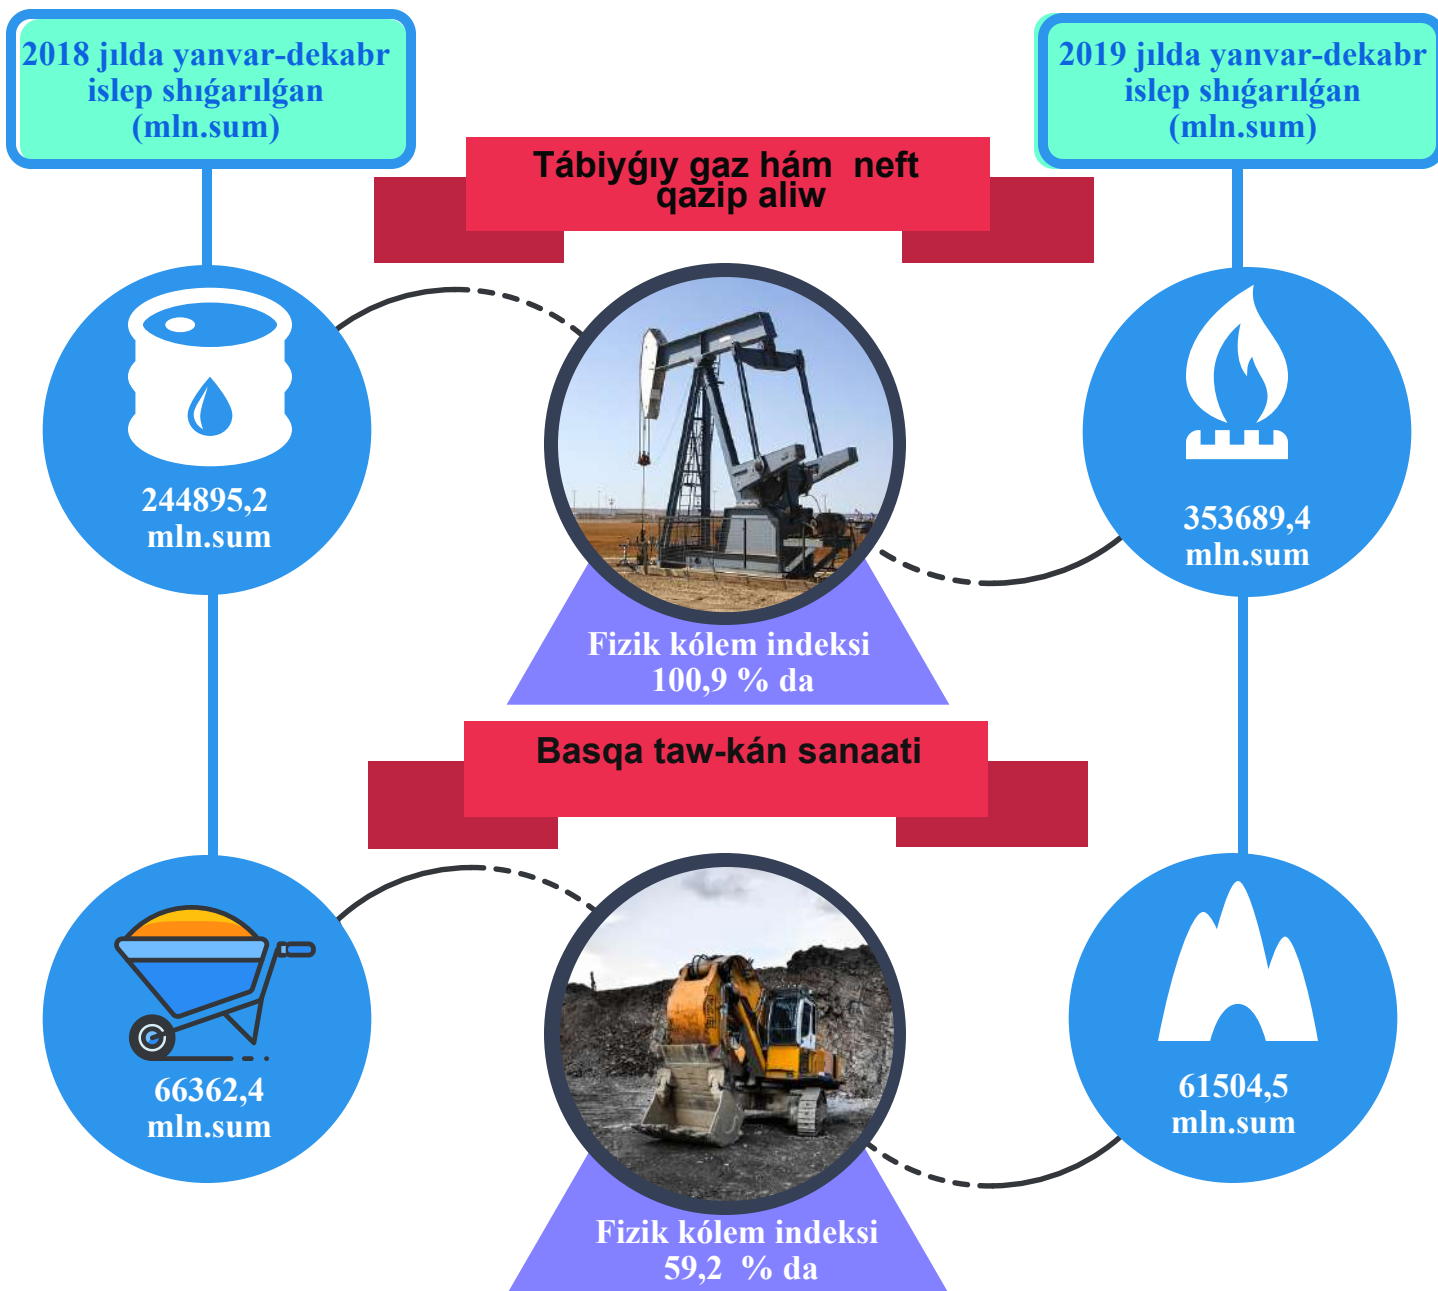 2018 jılda yanvar-dekabr
islep shıǵarılǵan
(mln.sum)
2019 jılda yanvar-dekabr
islep shıǵarılǵan
(mln.sum)
Tábiyǵıy gaz hám  neft
qazip aliw
244895,2
mln.sum
353689,4
mln.sum
Fizik kólem indeksi
100,9 % da
Basqa taw-kán sanaati
66362,4
mln.sum
61504,5
mln.sum
Fizik kólem indeksi
59,2  % da